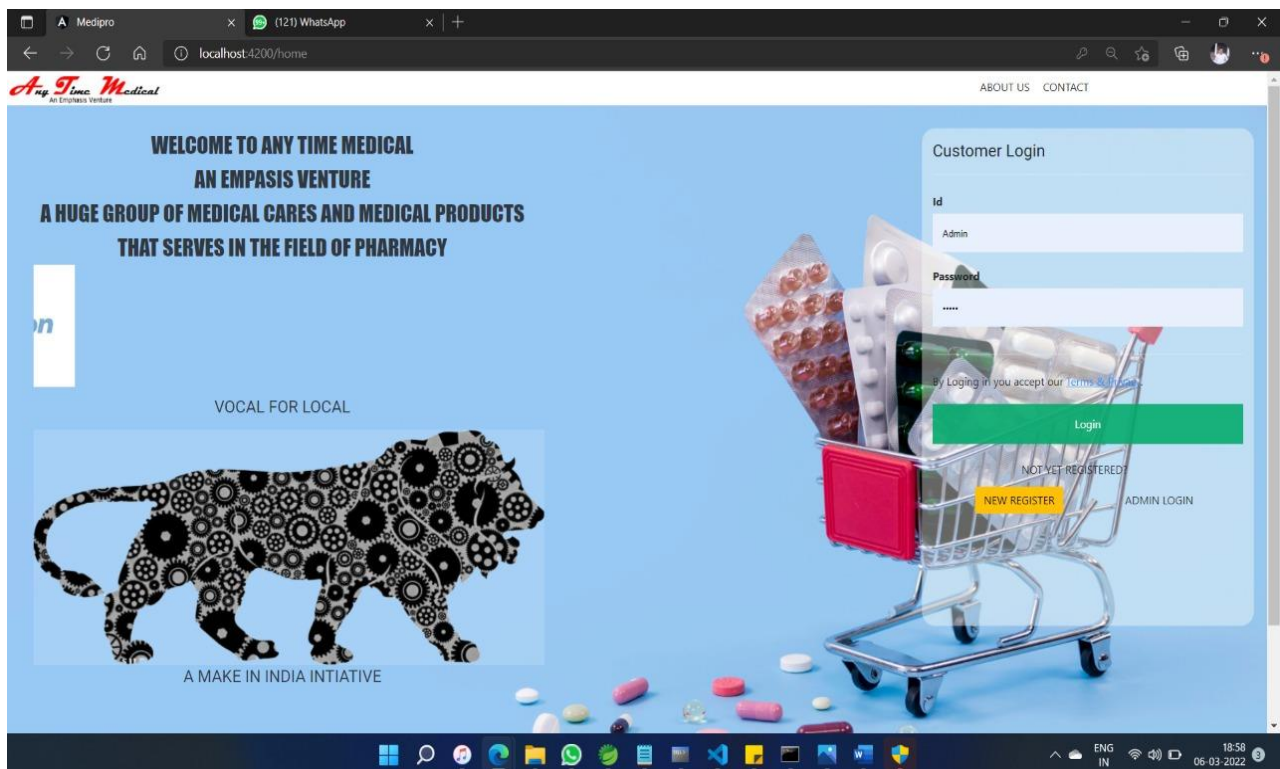 Medipro
(121) WhatsApp
localhost:4200/home
Any Time Medical
An Emphasis Venture
ABOUT US CONTACT
WELCOME TO ANY TIME MEDICAL
AN EMPASIS VENTURE
A HUGE GROUP OF MEDICAL CARES AND MEDICAL PRODUCTS
THAT SERVES IN THE FIELD OF PHARMACY
on
VOCAL FOR LOCAL
A MAKE IN INDIA INTIATIVE
Customer Login
Id
Admin
Password
•••••
By Loging in you accept our Terms &
Login
NOT YET REGISTERED?
NEW REGISTER ADMIN LOGIN
ENG
IN
18:58
06-03-2022
3